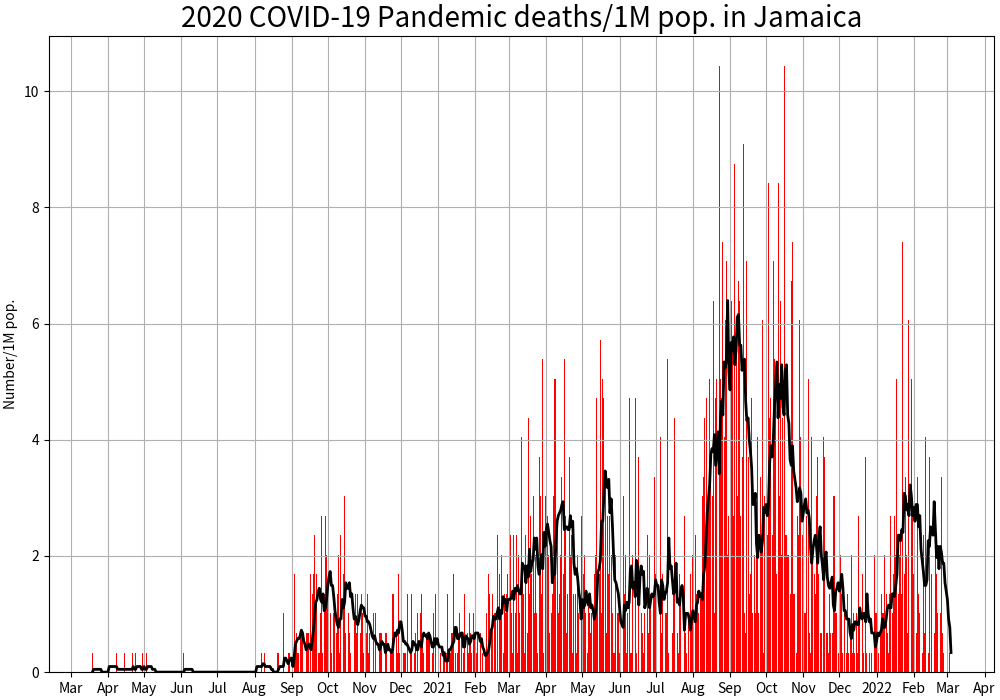 2020 COVID-19 Pandemic deaths/1M pop. in Jamaica
Number/1M pop.
10
8
6
4
2
0
Mar Apr May Jun Jul Aug Sep Oct Nov Dec 2021 Feb Mar Apr May Jun Jul Aug Sep Oct Nov Dec 2022 Feb Mar Apr